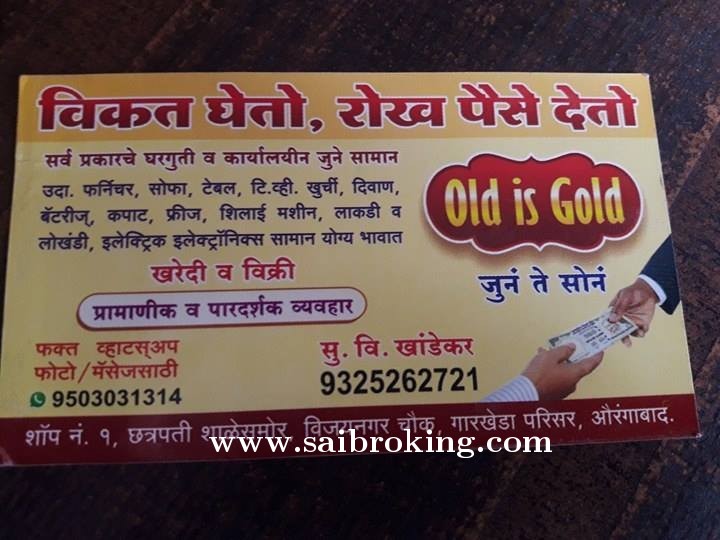 विकत घेतो, रोख पैसे देतो
सर्व प्रकारचे घरगुती व कार्यालयीन जुने सामान
उदा. फर्निचर, सोफा, टेबल, टि.व्ही. खुर्ची, दिवाण,
बॅटरीज्, कपाट, फ्रीज, शिलाई मशीन, लाकडी व
लोखंडी, इलेक्ट्रिक इलेक्ट्रॉनिक्स सामान योग्य भावात
खरेदी व विक्री
प्रामाणीक व पारदर्शक व्यवहार
Old is Gold
जुनं ते सोनं
फक्त व्हाटस्अप
फोटो/मॅसेजसाठी
9503031314
सु. वि. खांडेकर
9325262721
शॉप नं. १, छत्रपती शाळेसमोर, विजयनगर चौक, गारखेडा परिसर, औरंगाबाद.
www.saibroking.com